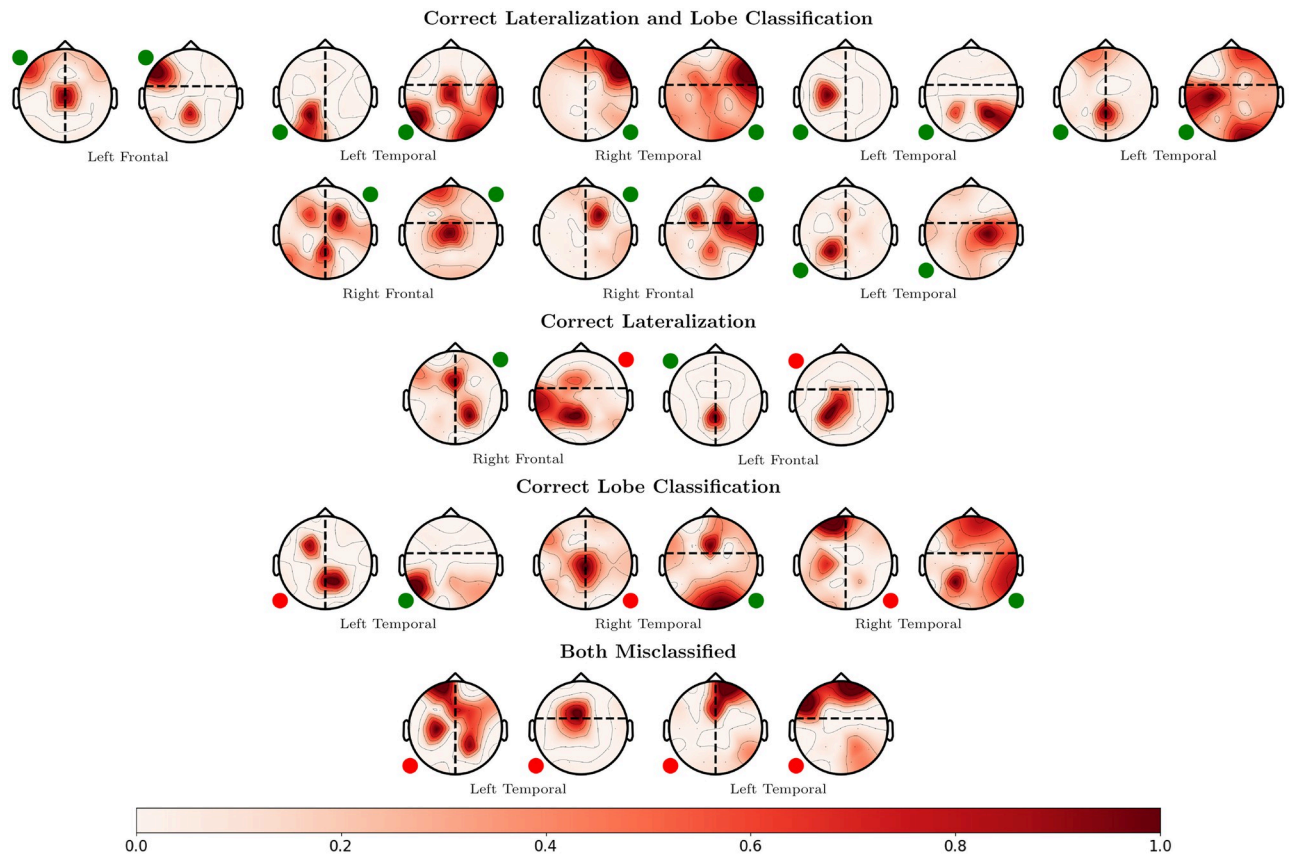 Correct Lateralization and Lobe Classification
Left Frontal
Left Temporal
Right Temporal
Left Temporal
Left Temporal
Right Frontal
Right Frontal
Left Temporal
Correct Lateralization
Right Frontal
Left Frontal
Correct Lobe Classification
Left Temporal
Right Temporal
Right Temporal
Both Misclassified
Left Temporal
Left Temporal
0.0 0.2 0.4 0.6 0.8 1.0